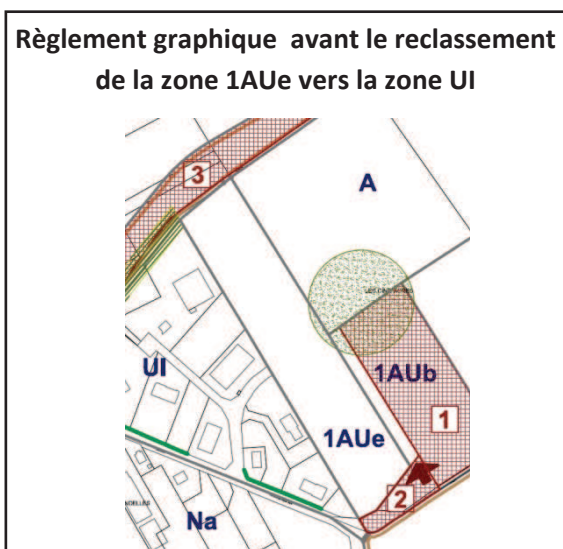 Règlement graphique avant le reclassement
de la zone 1AUe vers la zone UI
3
A
UI
1AUb
1
1AUe
2
Na